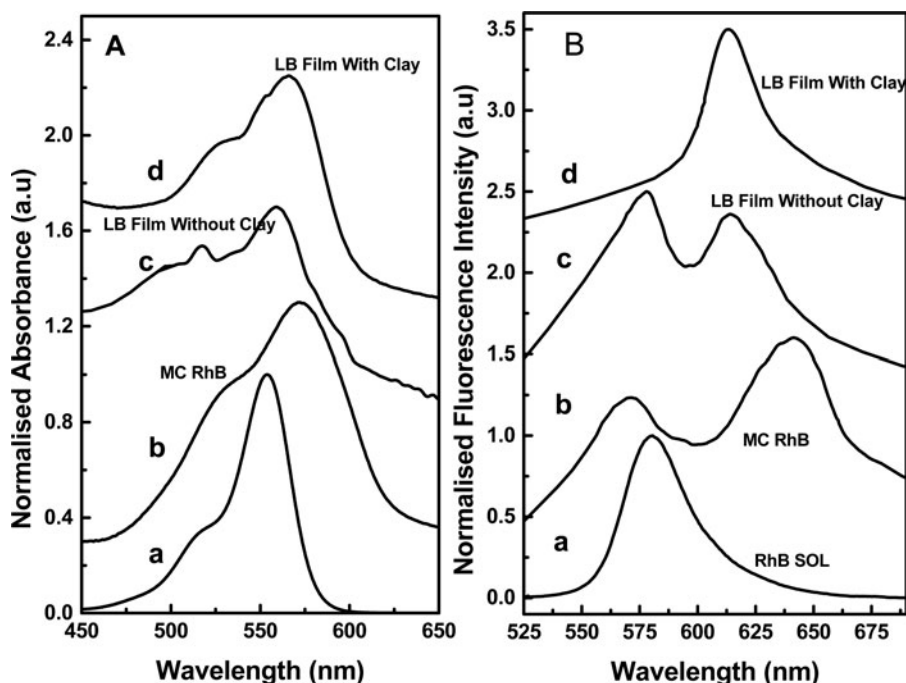 A
2.4
2.0
1.6
1.2
0.8
0.4
0.0
Normalised Absorbance (a.u)
LB Film With Clay
d
LB Film Without Clay
c
MC RhB
b
a
450 500 550 600 650
Wavelength (nm)
B
3.5
3.0
2.5
2.0
1.5
1.0
0.5
0.0
Normalised Fluorescence Intensity (a.u)
LB Film With Clay
d
LB Film Without Clay
c
b
MC RhB
a
RhB SOL
525 550 575 600 625 650 675
Wavelength (nm)